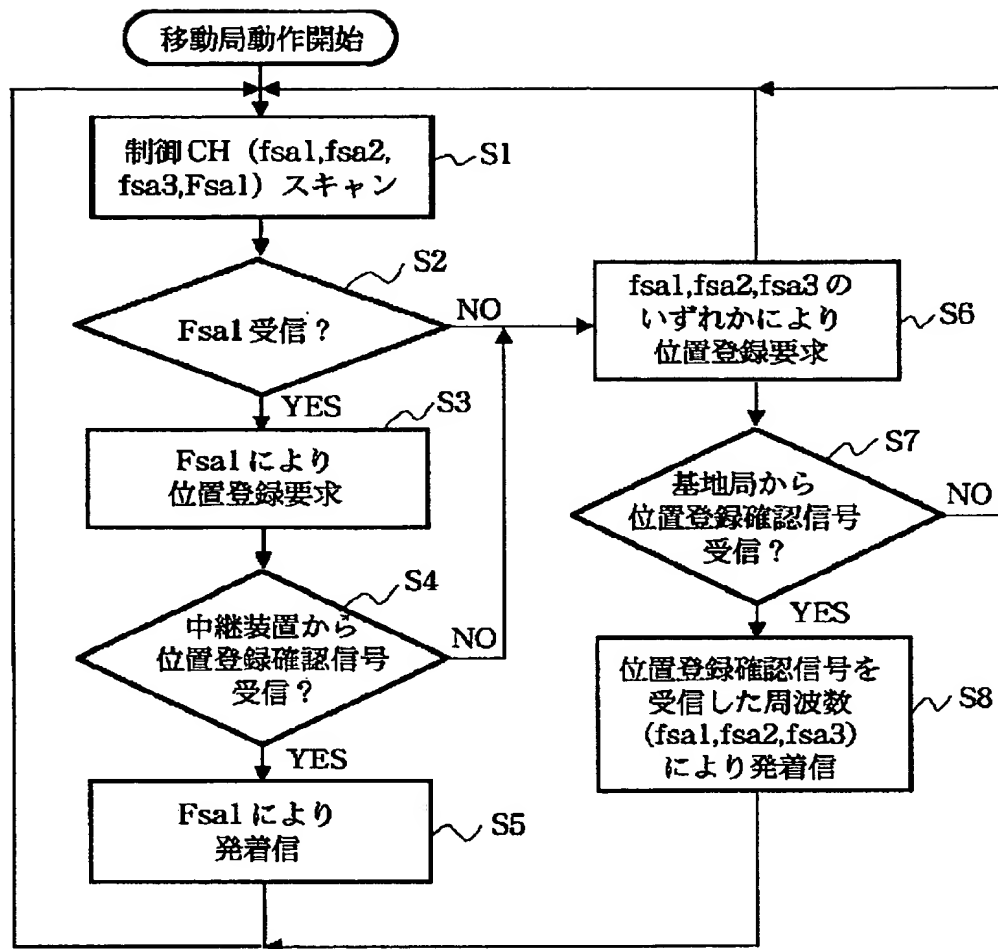 移動局動作開始
制御CH（fsa1,fsa2,
fsa3,Fsa1）スキャン
S1
S2
Fsa1受信？
NO
YES
S3
Fsa1により
位置登録要求
S4
中継装置から
位置登録確認信号
受信？
NO
YES
Fsa1により
発着信
S5
fsa1,fsa2,fsa3の
いずれかにより
位置登録要求
S6
S7
基地局から
位置登録確認信号
受信？
NO
YES
位置登録確認信号を
受信した周波数
(fsa1,fsa2,fsa3)
により発着信
S8